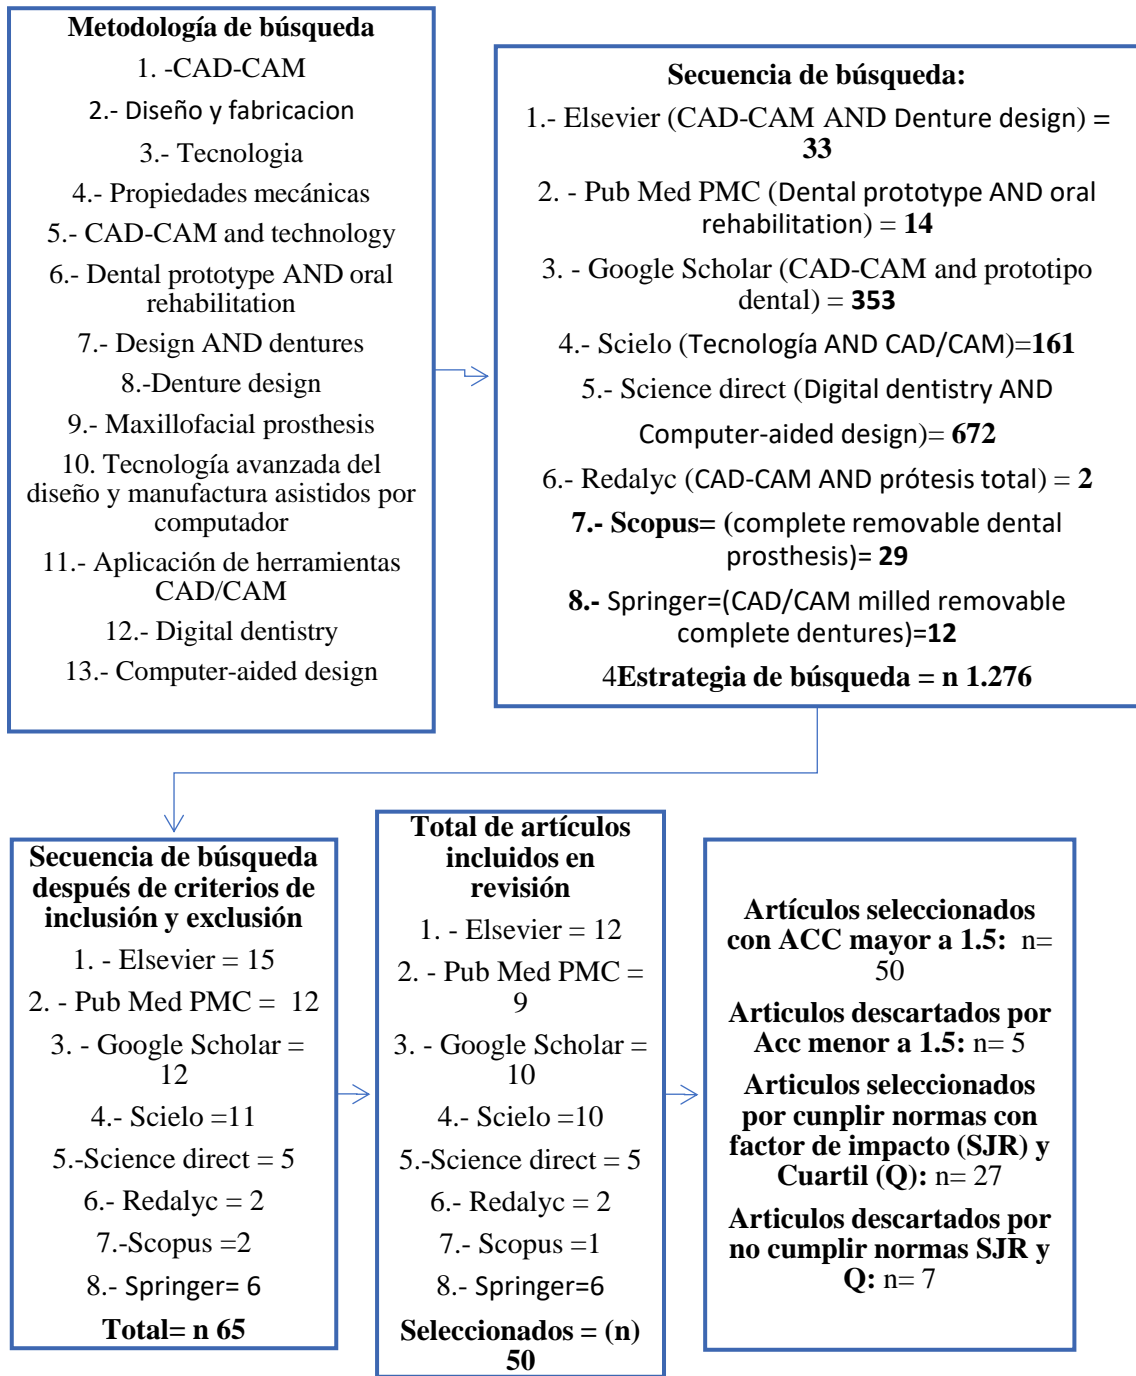 Metodología de búsqueda
1. -CAD-CAM
2.- Diseño y fabricacion
3.- Tecnologia
4.- Propiedades mecánicas
5.- CAD-CAM and technology
6.- Dental prototype AND oral
rehabilitation
7.- Design AND dentures
8.-Denture design
9.- Maxillofacial prosthesis
10. Tecnología avanzada del
diseño y manufactura asistidos por
computador
11.- Aplicación de herramientas
CAD/CAM
12.- Digital dentistry
13.- Computer-aided design
Secuencia de búsqueda:
1.- Elsevier (CAD-CAM AND Denture design) =
33
2. - Pub Med PMC (Dental prototype AND oral
rehabilitation) = 14
3. - Google Scholar (CAD-CAM and prototipo
dental) = 353
4.- Scielo (Tecnología AND CAD/CAM)=161
5.- Science direct (Digital dentistry AND
Computer-aided design)= 672
6.- Redalyc (CAD-CAM AND prótesis total) = 2
7.- Scopus= (complete removable dental
prosthesis)= 29
8.- Springer=(CAD/CAM milled removable
complete dentures)=12
4Estrategia de búsqueda = n 1.276
Secuencia de búsqueda
después de criterios de
inclusión y exclusión
1. - Elsevier = 15
2. - Pub Med PMC = 12
3. - Google Scholar =
12
4.- Scielo =11
5.-Science direct = 5
6.- Redalyc = 2
7.-Scopus =2
8.- Springer= 6
Total= n 65
Total de artículos
incluidos en
revisión
1. - Elsevier = 12
2. - Pub Med PMC =
9
3. - Google Scholar =
10
4.- Scielo =10
5.-Science direct = 5
6.- Redalyc = 2
7.- Scopus =1
8.- Springer=6
Seleccionados = (n)
50
Artículos seleccionados
con ACC mayor a 1.5: n=
50
Articulos descartados por
Acc menor a 1.5: n= 5
Articulos seleccionados
por cunplir normas con
factor de impacto (SJR) y
Cuartil (Q): n= 27
Articulos descartados por
no cumplir normas SJR y
Q: n= 7